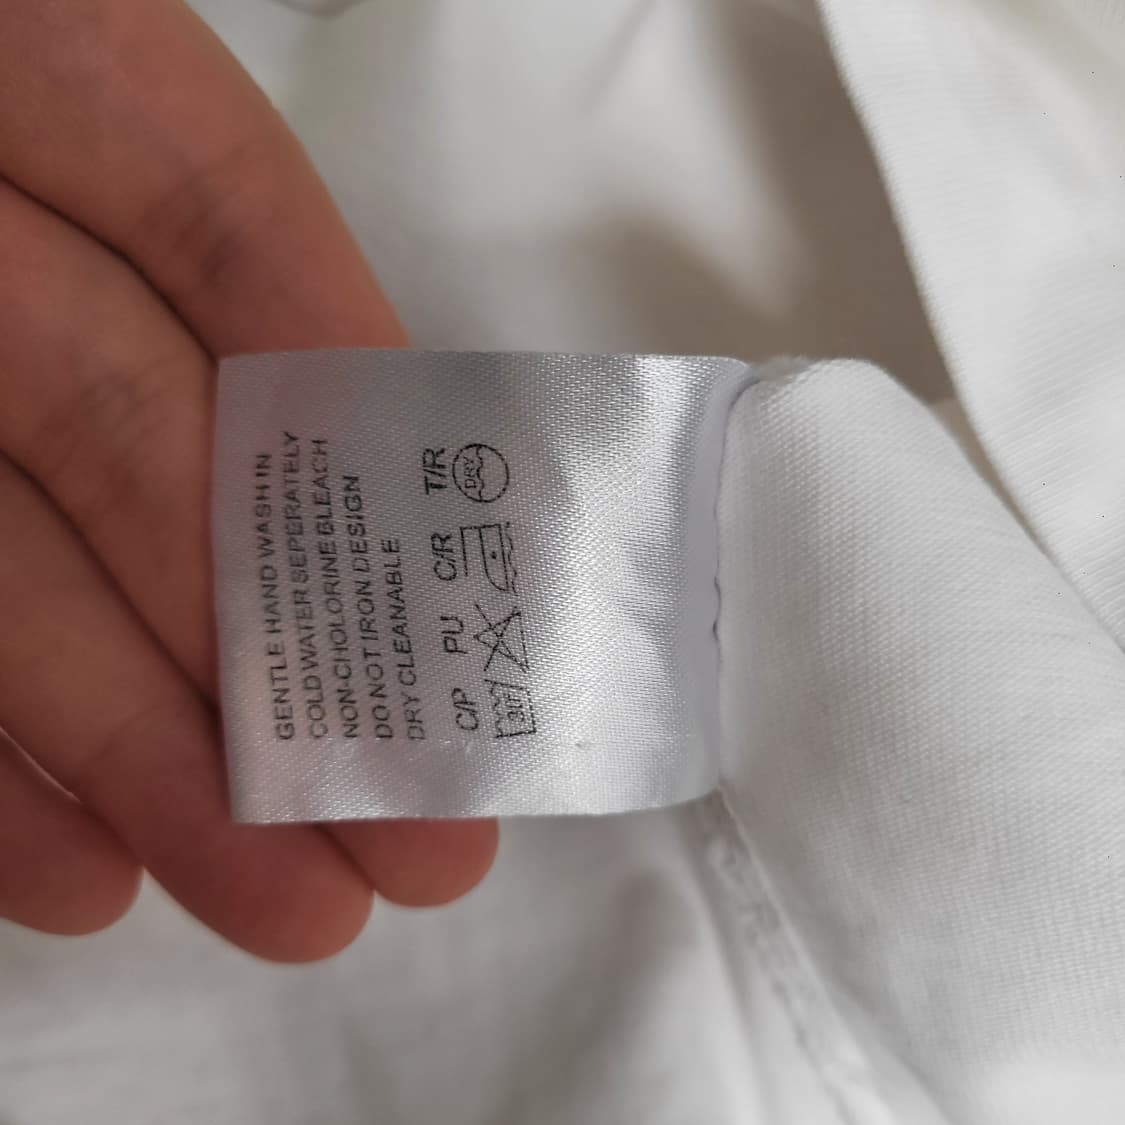 GENTLE HAND WASH IN
COLD WATER SEPERATELY
NON-CHOLORINE BLEACH
DO NOT IRON DESIGN
DRY CLEANABLE
C/P PU C/R T/R
30 DRY